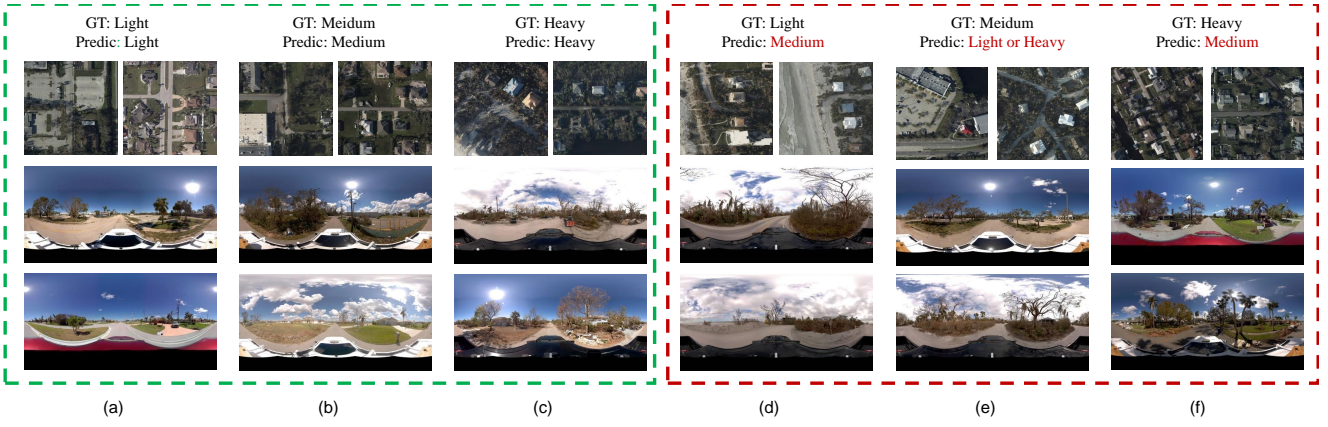 GT: Light
Predic: Light
GT: Meidum
Predic: Medium
GT: Heavy
Predic: Heavy
GT: Light
Predic: Medium
GT: Meidum
Predic: Light or Heavy
GT: Heavy
Predic: Medium
(a)
(b)
(c)
(d)
(e)
(f)